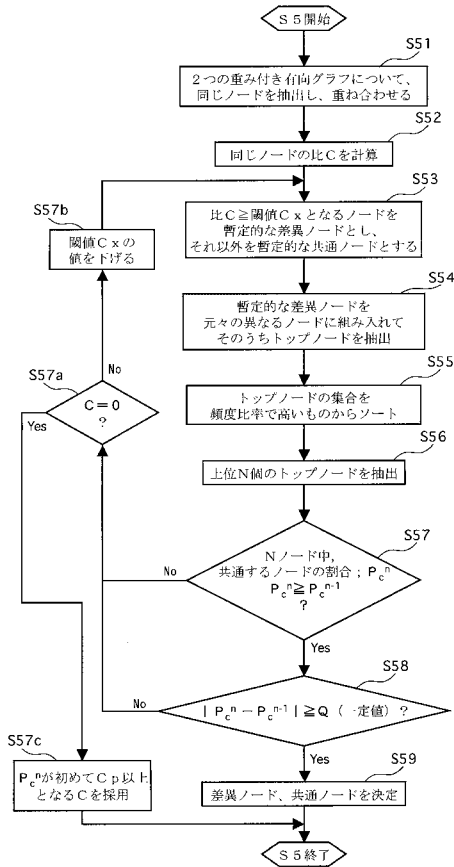 S5開始
S51
2つの重み付き有向グラフについて、
同じノードを抽出し、重ね合わせる
S52
同じノードの比Cを計算
S53
比C≧閾値Cxとなるノードを
暫定的な差異ノードとし、
それ以外を暫定的な共通ノードとする
S57b
閾値Cxの
値を下げる
S54
暫定的な差異ノードを
元々の異なるノードに組み入れて
そのうちトップノードを抽出
No
S57a
C=0
?
Yes
S55
トップノードの集合を
頻度比率で高いものからソート
S56
上位N個のトップノードを抽出
S57
Nノード中,
共通するノードの割合;Pcⁿ
Pcⁿ≧Pcⁿ⁻¹
?
No
Yes
S58
|Pcⁿ−Pcⁿ⁻¹|≧Q(一定値)?
No
Yes
S57c
Pcⁿが初めてCp以上
となるCを採用
S59
差異ノード、共通ノードを決定
S5終了